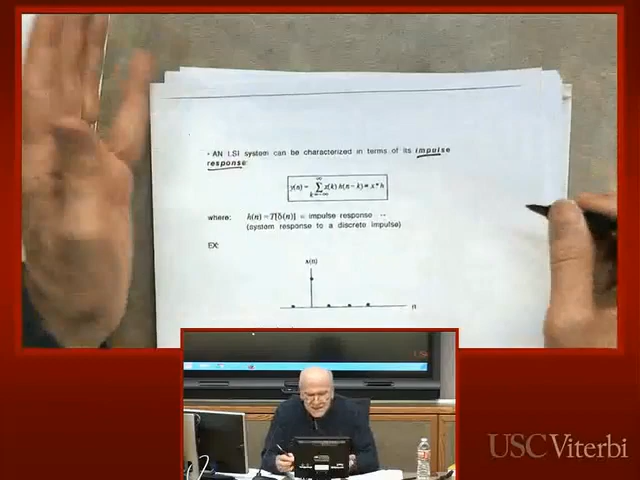 • AN LSI system can be characterized in terms of its impulse
response:
y(n) = ∞ Σ k=-∞ x(k) h(n-k) = x * h
where: h(n) = T[δ(n)] = impulse response
(system response to a discrete impulse)
EX:
x(n)
n
USC
USC Viterbi